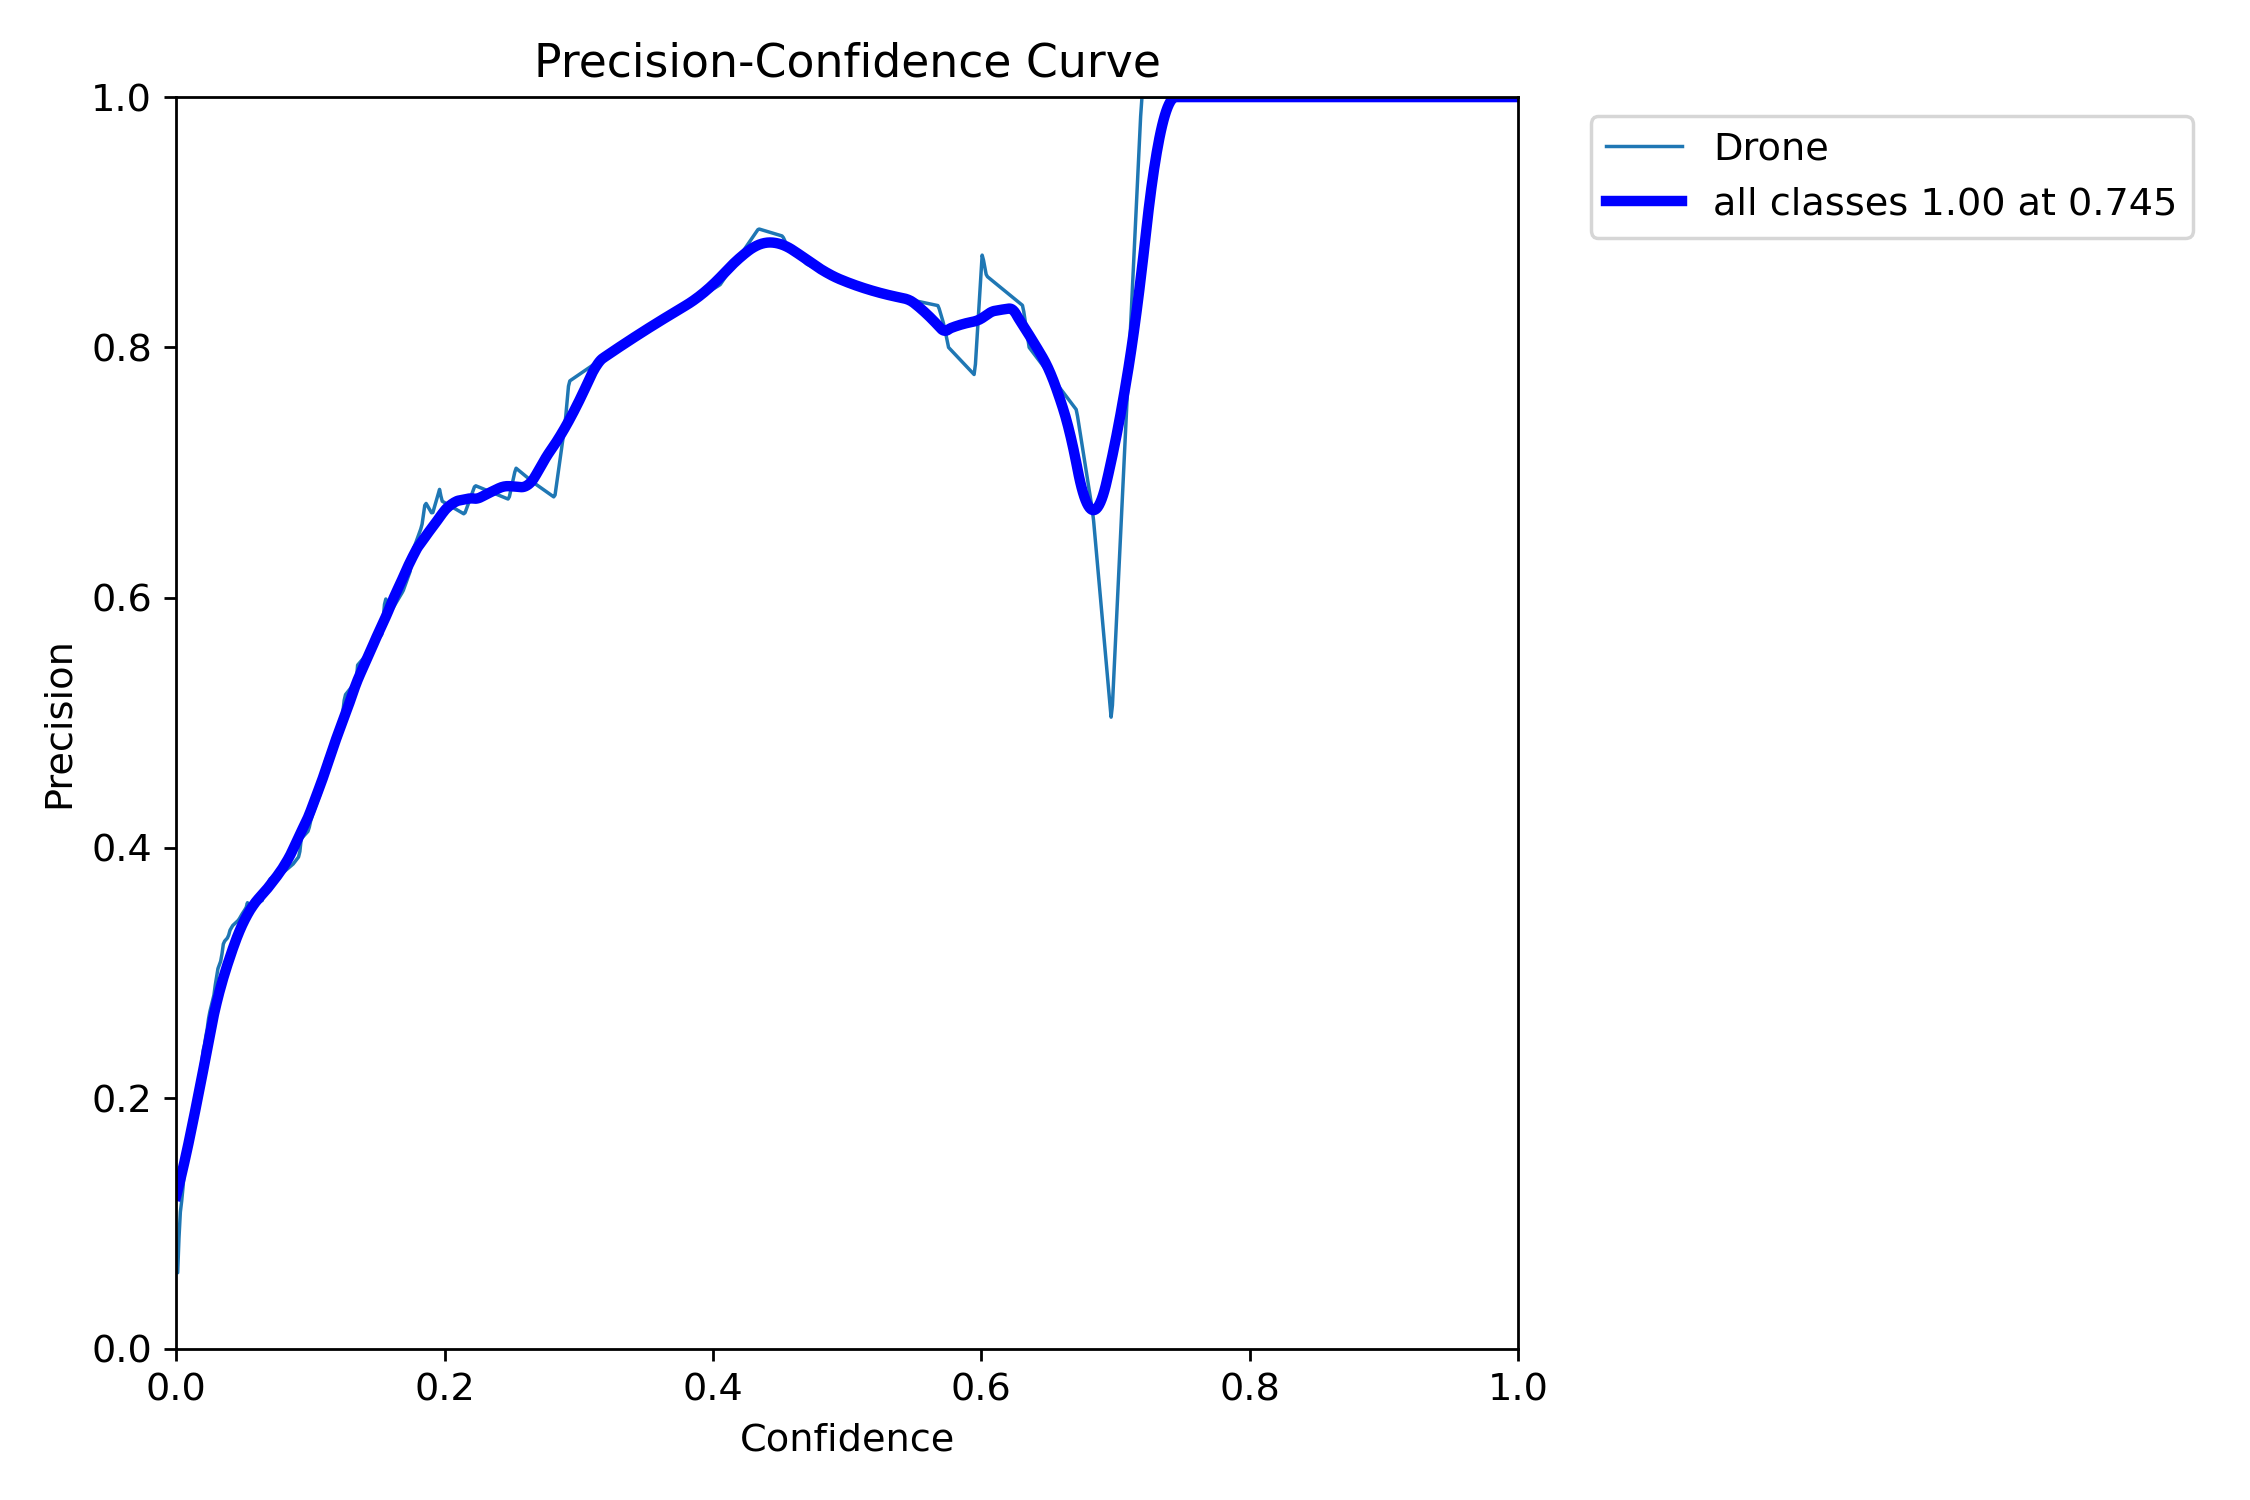 Precision-Confidence Curve
1.0
0.8
0.6
0.4
0.2
0.0
Precision
0.0 0.2 0.4 0.6 0.8 1.0
Confidence
Drone
all classes 1.00 at 0.745